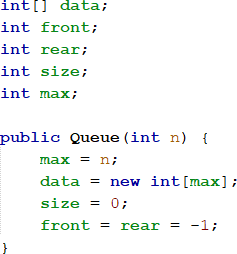 int[] data;
int front;
int rear;
int size;
int max;

public Queue(int n) {
    max = n;
    data = new int[max];
    size = 0;
    front = rear = -1;
}